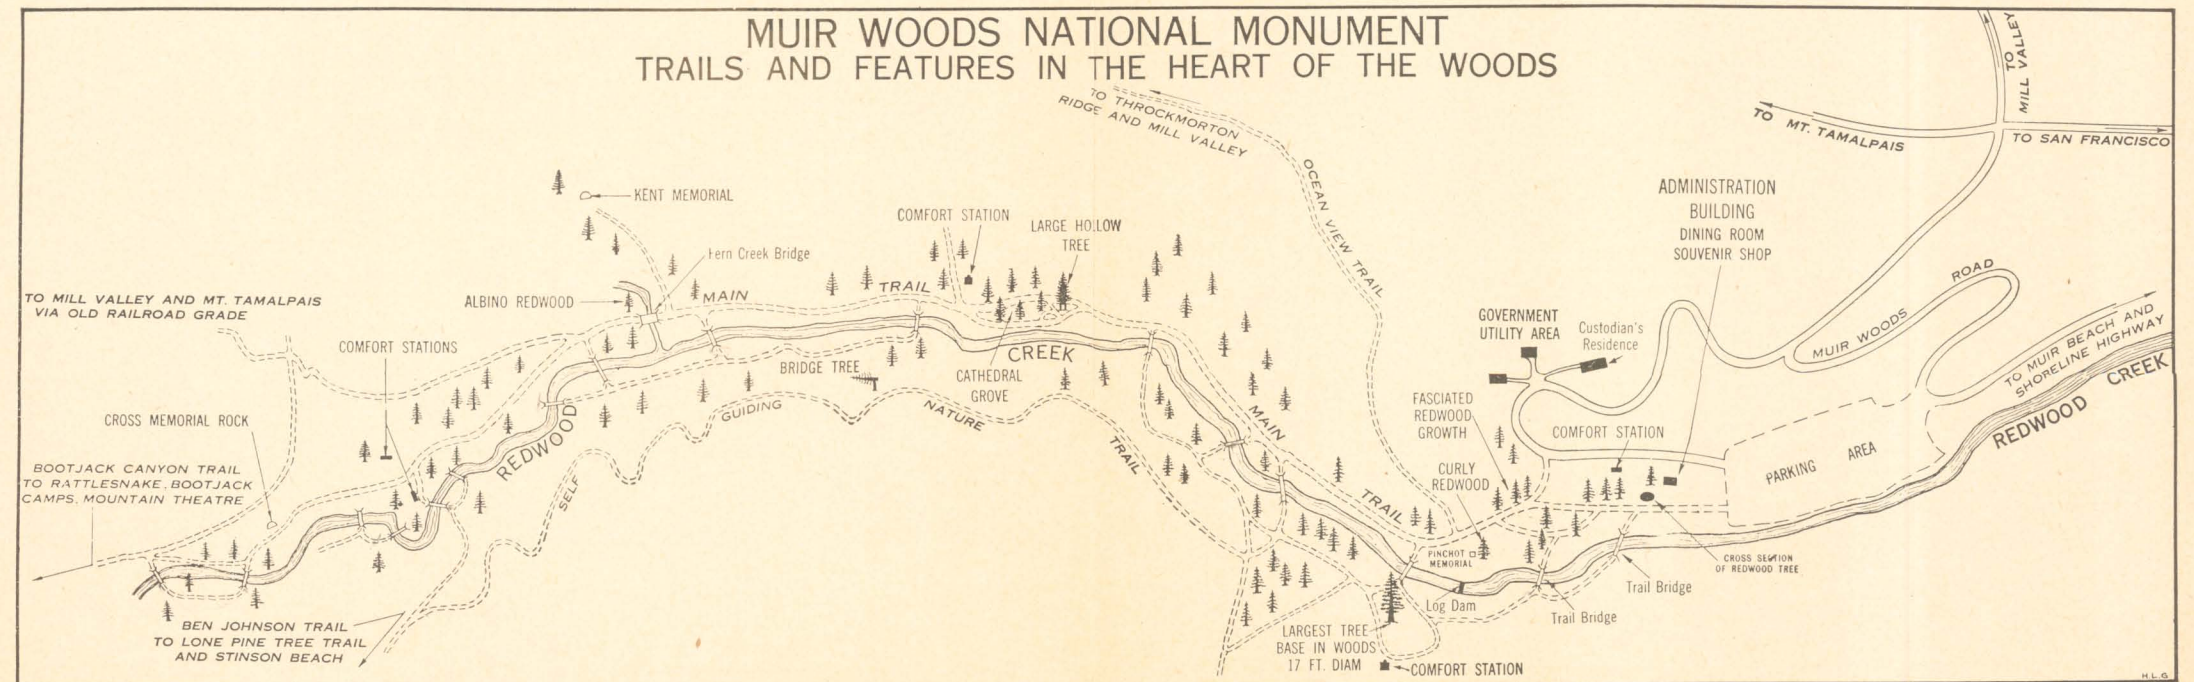 MUIR WOODS NATIONAL MONUMENT
TRAILS AND FEATURES IN THE HEART OF THE WOODS
TO THROCKMORTON
RIDGE AND MILL VALLEY
OCEAN VIEW TRAIL
TO
MILL VALLEY
TO MT. TAMALPAIS
TO SAN FRANCISCO
KENT MEMORIAL
Fern Creek Bridge
ALBINO REDWOOD
MAIN
TRAIL
COMFORT STATION
LARGE HOLLOW
TREE
ADMINISTRATION
BUILDING
DINING ROOM
SOUVENIR SHOP
TO MILL VALLEY AND MT. TAMALPAIS
VIA OLD RAILROAD GRADE
COMFORT STATIONS
CROSS MEMORIAL ROCK
BOOTJACK CANYON TRAIL
TO RATTLESNAKE, BOOTJACK
CAMPS, MOUNTAIN THEATRE
REDWOOD
CREEK
BRIDGE TREE
CATHEDRAL
GROVE
SELF
GUIDING
NATURE
TRAIL
MAIN
TRAIL
GOVERNMENT
UTILITY AREA
Custodian's
Residence
MUIR WOODS
ROAD
TO MUIR BEACH AND
SHORELINE HIGHWAY
REDWOOD
CREEK
FASCIATED
REDWOOD
GROWTH
CURLY
REDWOOD
COMFORT STATION
PARKING AREA
PINCHOT
MEMORIAL
CROSS SECTION
OF REDWOOD TREE
Trail Bridge
Trail Bridge
Log Dam
LARGEST TREE
BASE IN WOODS
17 FT. DIAM
COMFORT STATION
BEN JOHNSON TRAIL
TO LONE PINE TREE TRAIL
AND STINSON BEACH
H.L.G